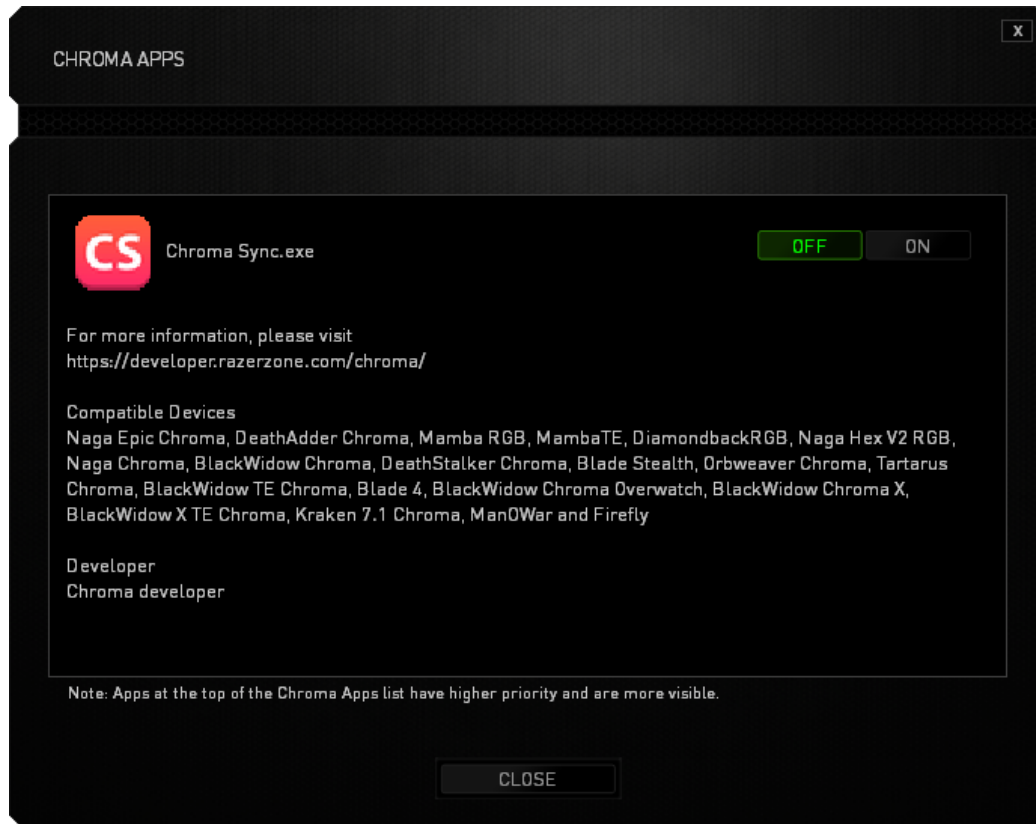 X
CHROMA APPS
CS
Chroma Sync.exe
OFF
ON
For more information, please visit
https://developer.razerzone.com/chroma/
Compatible Devices
Naga Epic Chroma, DeathAdder Chroma, Mamba RGB, MambaTE, DiamondbackRGB, Naga Hex V2 RGB,
Naga Chroma, BlackWidow Chroma, DeathStalker Chroma, Blade Stealth, Orbweaver Chroma, Tartarus
Chroma, BlackWidow TE Chroma, Blade 4, BlackWidow Chroma Overwatch, BlackWidow Chroma X,
BlackWidow X TE Chroma, Kraken 7.1 Chroma, ManOWar and Firefly
Developer
Chroma developer
Note: Apps at the top of the Chroma Apps list have higher priority and are more visible.
CLOSE